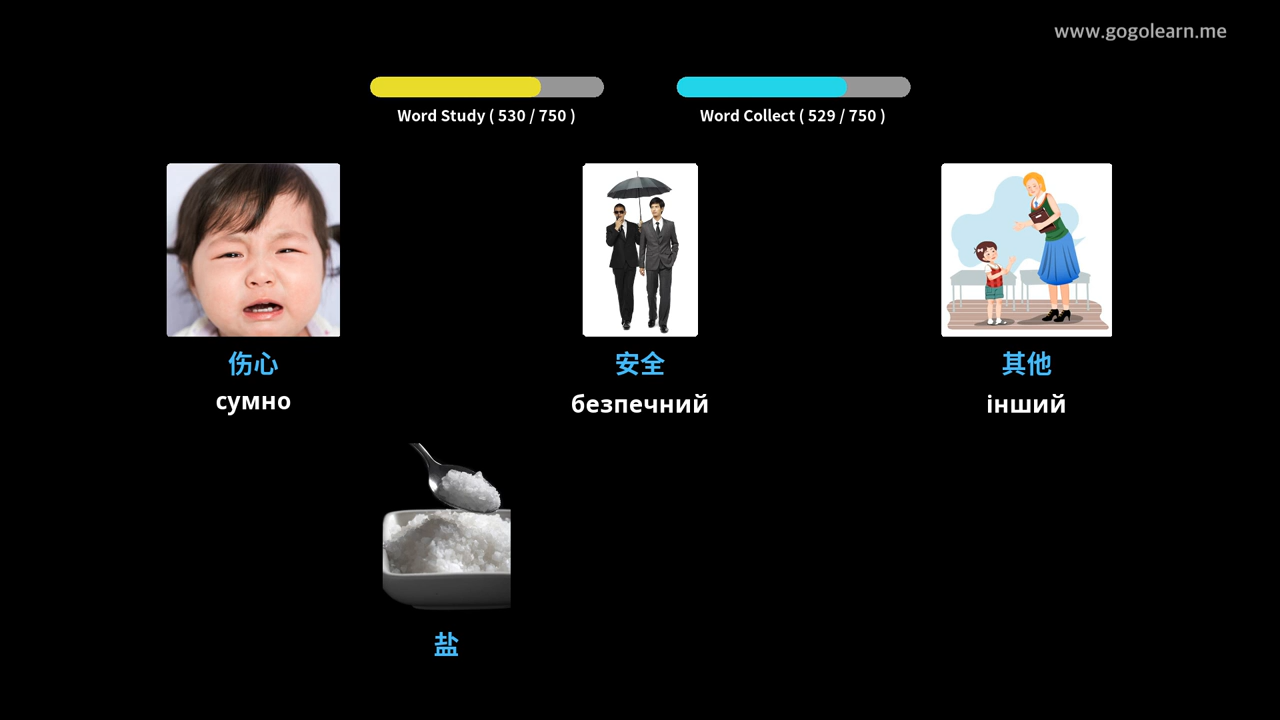 www.gogolearn.me
Word Study ( 530 / 750 )
Word Collect ( 529 / 750 )
伤心
安全
其他
сумно
безпечний
інший
盐